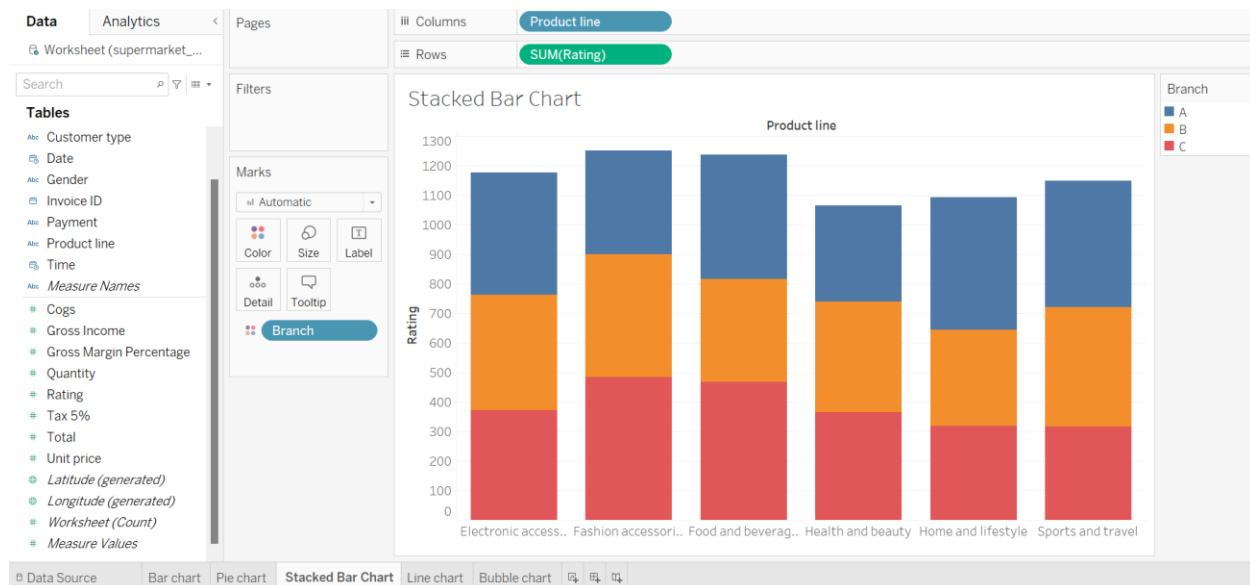 Data Analytics
Worksheet (supermarket_...
Search
Tables
Abc Customer type
Date
Abc Gender
Invoice ID
Abc Payment
Abc Product line
Time
Abc Measure Names
# Cogs
# Gross Income
# Gross Margin Percentage
# Quantity
# Rating
# Tax 5%
# Total
# Unit price
Latitude (generated)
Longitude (generated)
# Worksheet (Count)
# Measure Values
Pages
Filters
Marks
Automatic
Color Size Label
Detail Tooltip
Branch
Columns Product line
Rows SUM(Rating)
Stacked Bar Chart
Product line
Rating
1300
1200
1100
1000
900
800
700
600
500
400
300
200
100
0
Electronic access.. Fashion accessori.. Food and beverag.. Health and beauty Home and lifestyle Sports and travel
Branch
A
B
C
Data Source Bar chart Pie chart Stacked Bar Chart Line chart Bubble chart